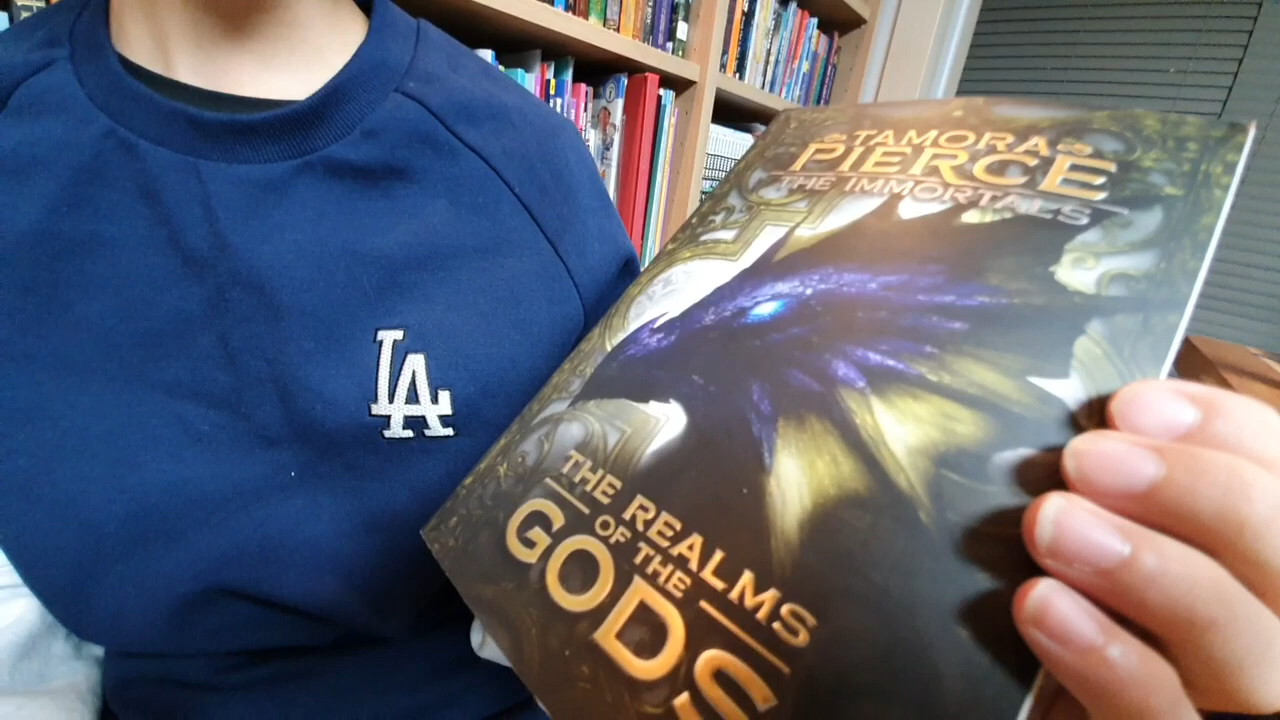 TAMORA
PIERCE
THE IMMORTALS
LA
THE REALMS
OF THE
GODS